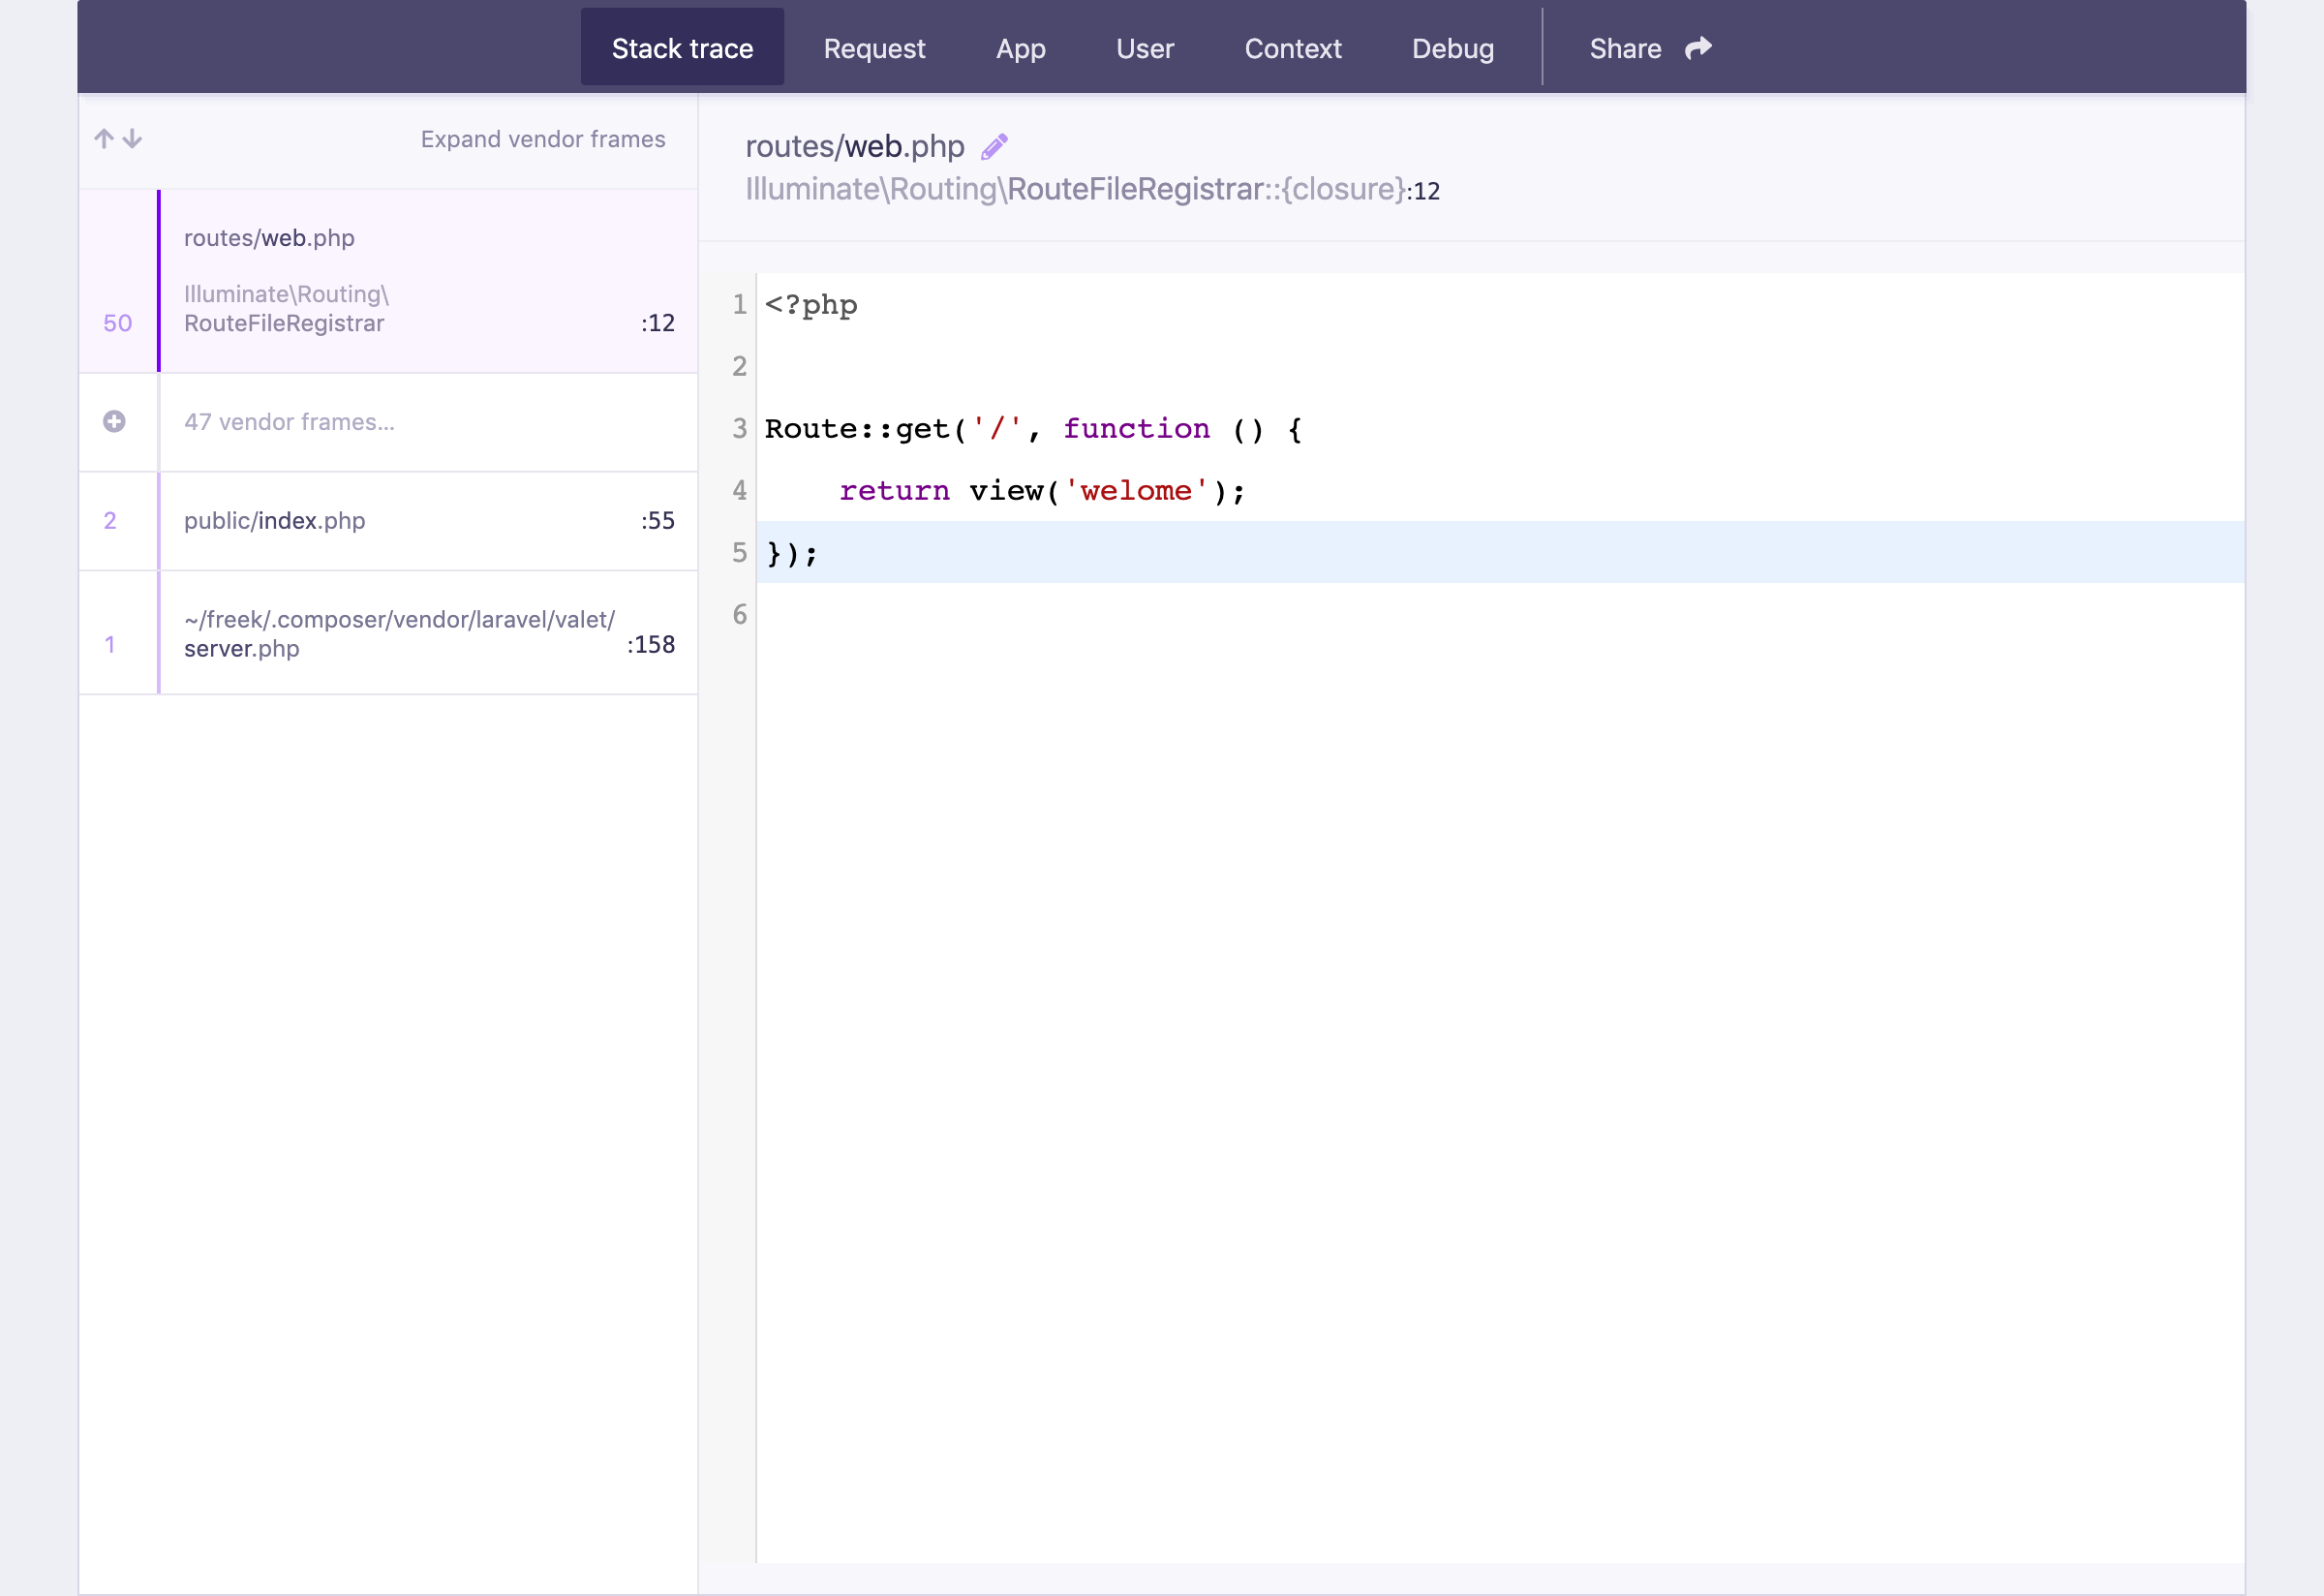 Stack trace Request App User Context Debug Share
Expand vendor frames
routes/web.php
Illuminate\Routing\
RouteFileRegistrar
50 :12
47 vendor frames...
2 public/index.php :55
~/freek/.composer/vendor/laravel/valet/
server.php
1 :158
routes/web.php
Illuminate\Routing\RouteFileRegistrar::{closure}:12
1 <?php
2
3 Route::get('/', function () {
4     return view('welome');
5 });
6